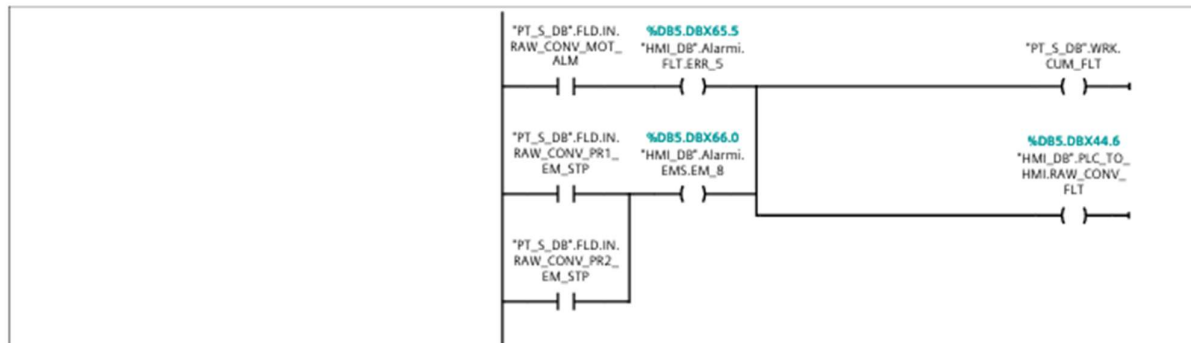 "PT_S_DB".FLD.IN.
RAW_CONV_MOT_
ALM
%DB5.DBX65.5
"HMI_DB".Alarmi.
FLT.ERR_5
"PT_S_DB".WRK.
CUM_FLT
"PT_S_DB".FLD.IN.
RAW_CONV_PR1_
EM_STP
%DB5.DBX66.0
"HMI_DB".Alarmi.
EMS.EM_8
%DB5.DBX44.6
"HMI_DB".PLC_TO_
HMI.RAW_CONV_
FLT
"PT_S_DB".FLD.IN.
RAW_CONV_PR2_
EM_STP